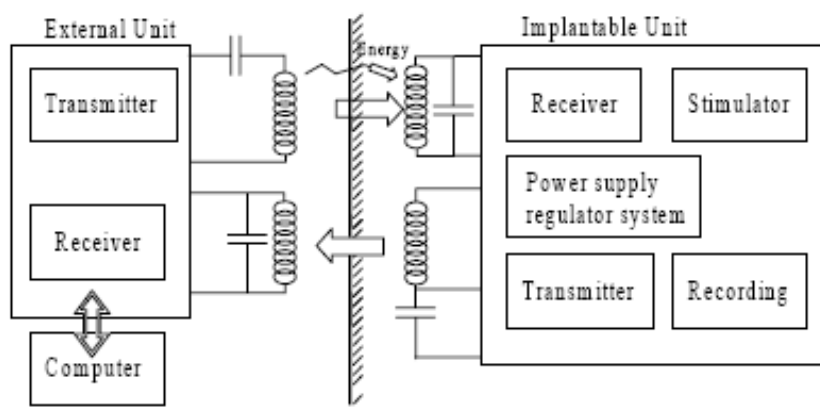 External Unit
Implantable Unit
Energy
Transmitter
Receiver
Stimulator
Power supply
regulator system
Receiver
Transmitter
Recording
Computer